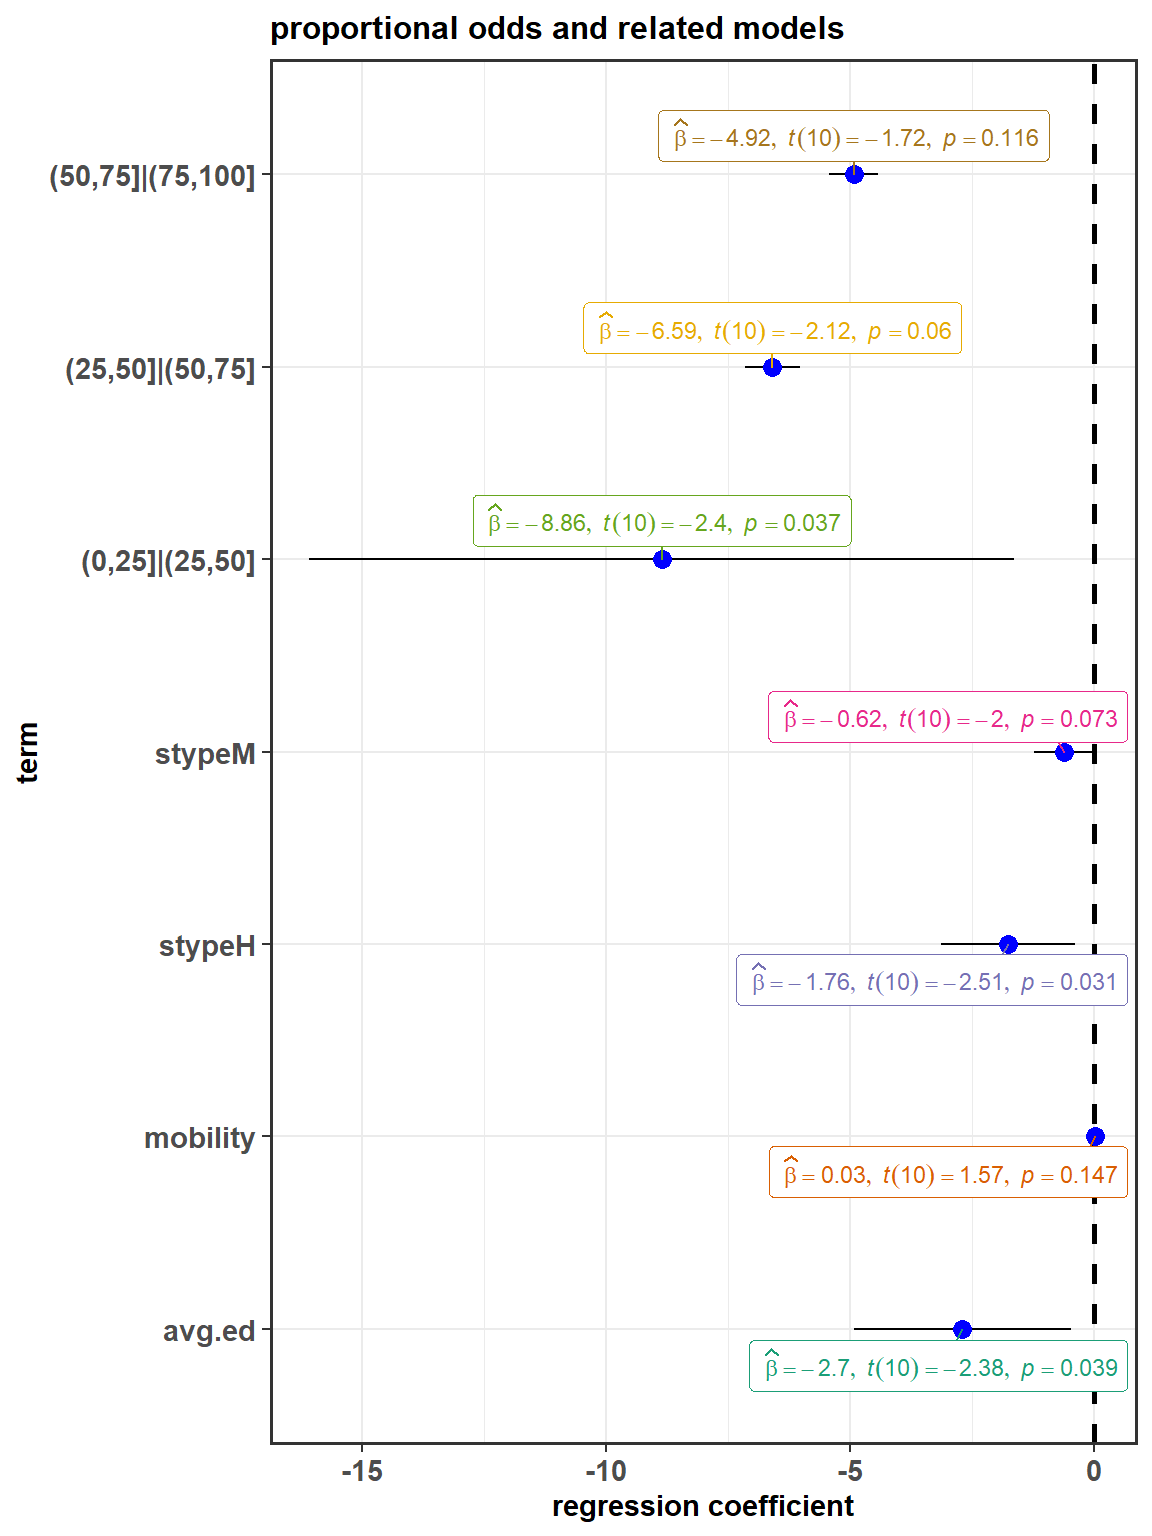 proportional odds and related models
β̂ = −4.92, t(10) = −1.72, p = 0.116
(50,75]|(75,100]
β̂ = −6.59, t(10) = −2.12, p = 0.06
(25,50]|(50,75]
β̂ = −8.86, t(10) = −2.4, p = 0.037
(0,25]|(25,50]
β̂ = −0.62, t(10) = −2, p = 0.073
stypeM
term
stypeH
β̂ = −1.76, t(10) = −2.51, p = 0.031
mobility
β̂ = 0.03, t(10) = 1.57, p = 0.147
avg.ed
β̂ = −2.7, t(10) = −2.38, p = 0.039
-15 -10 -5 0
regression coefficient